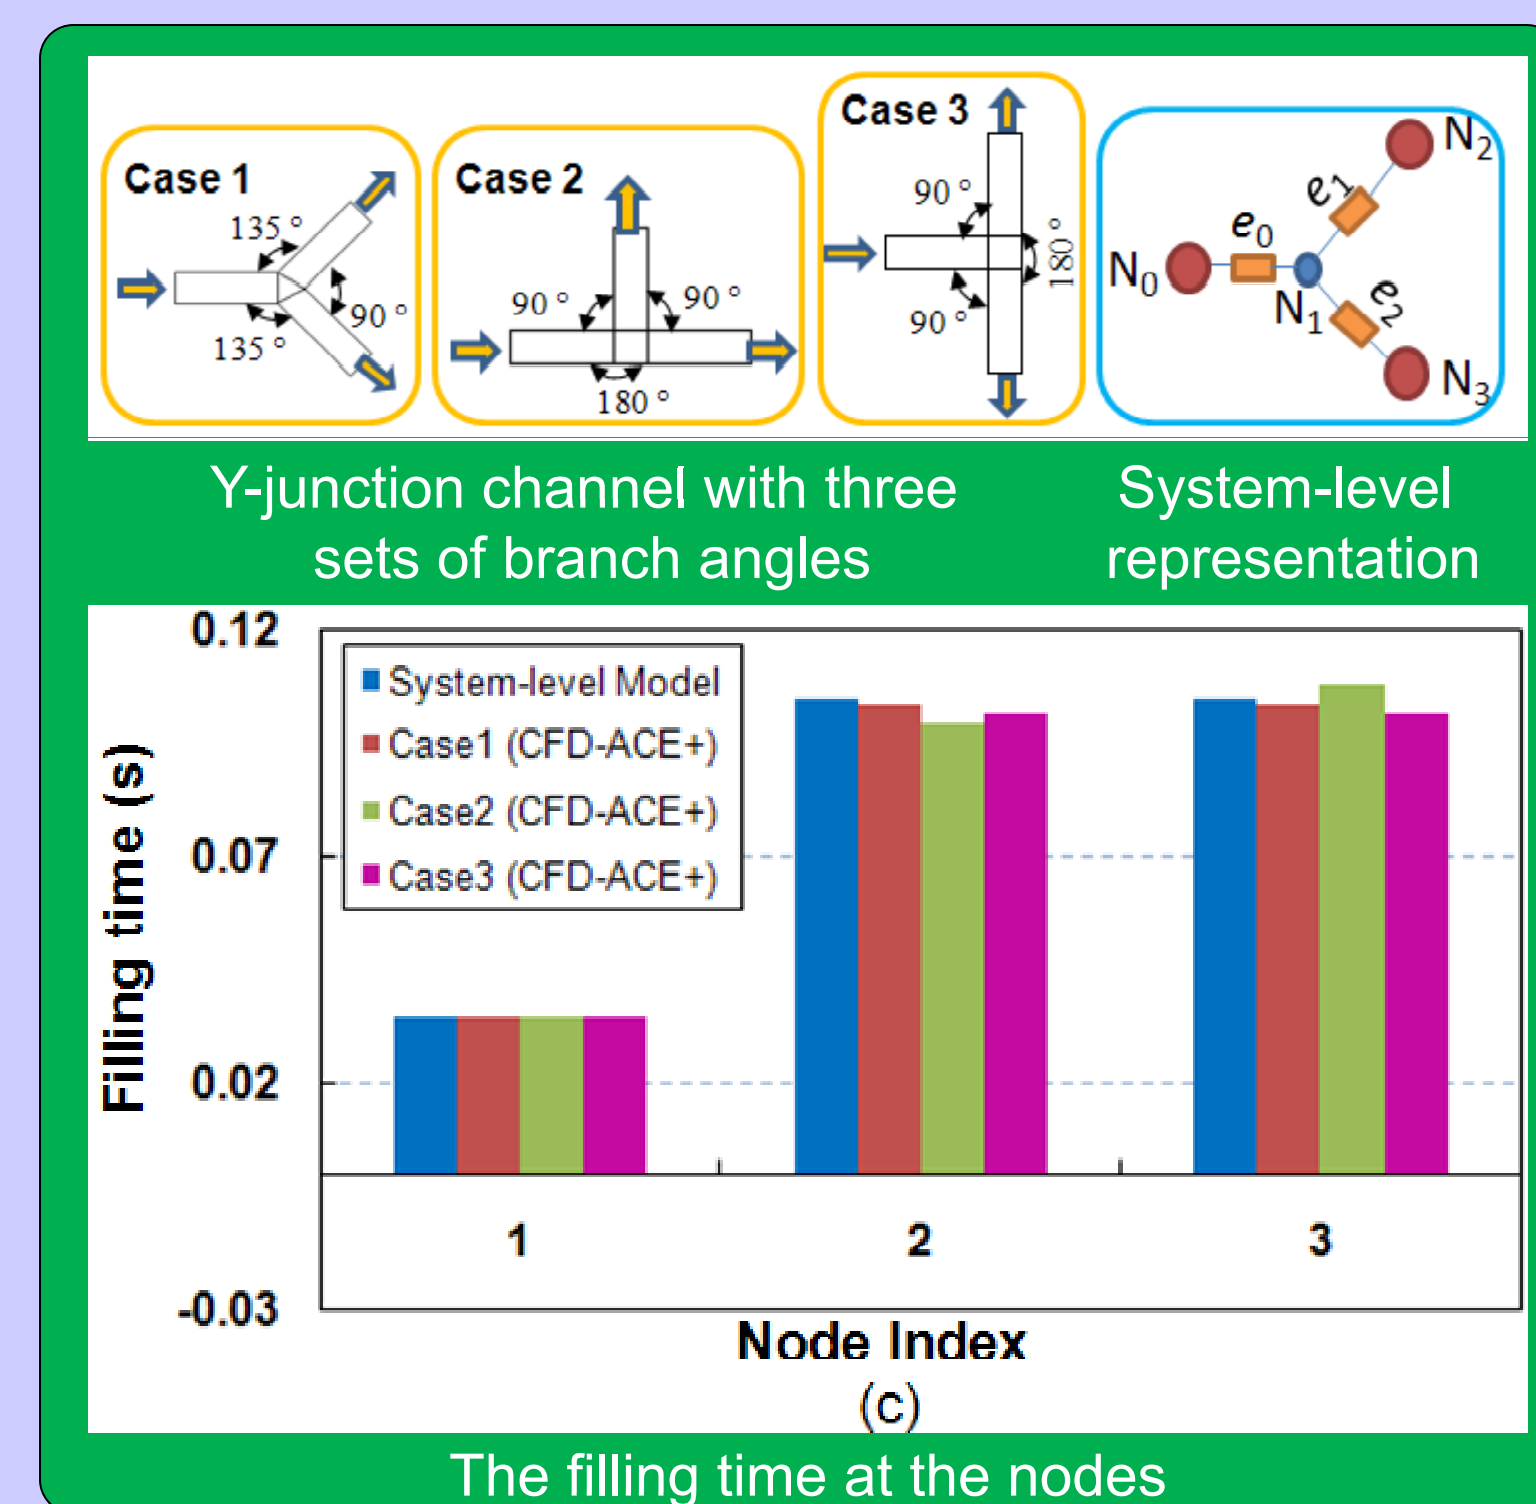 Case 1
135 °
90 °
135 °
Case 2
90 °
90 °
180 °
Case 3
90 °
180 °
90 °
N0
e0
N1
e1
N2
e2
N3
Y-junction channel with three
sets of branch angles
System-level
representation
0.12
0.07
0.02
-0.03
Filling time (s)
System-level Model
Case1 (CFD-ACE+)
Case2 (CFD-ACE+)
Case3 (CFD-ACE+)
1
2
3
Node Index
(c)
The filling time at the nodes